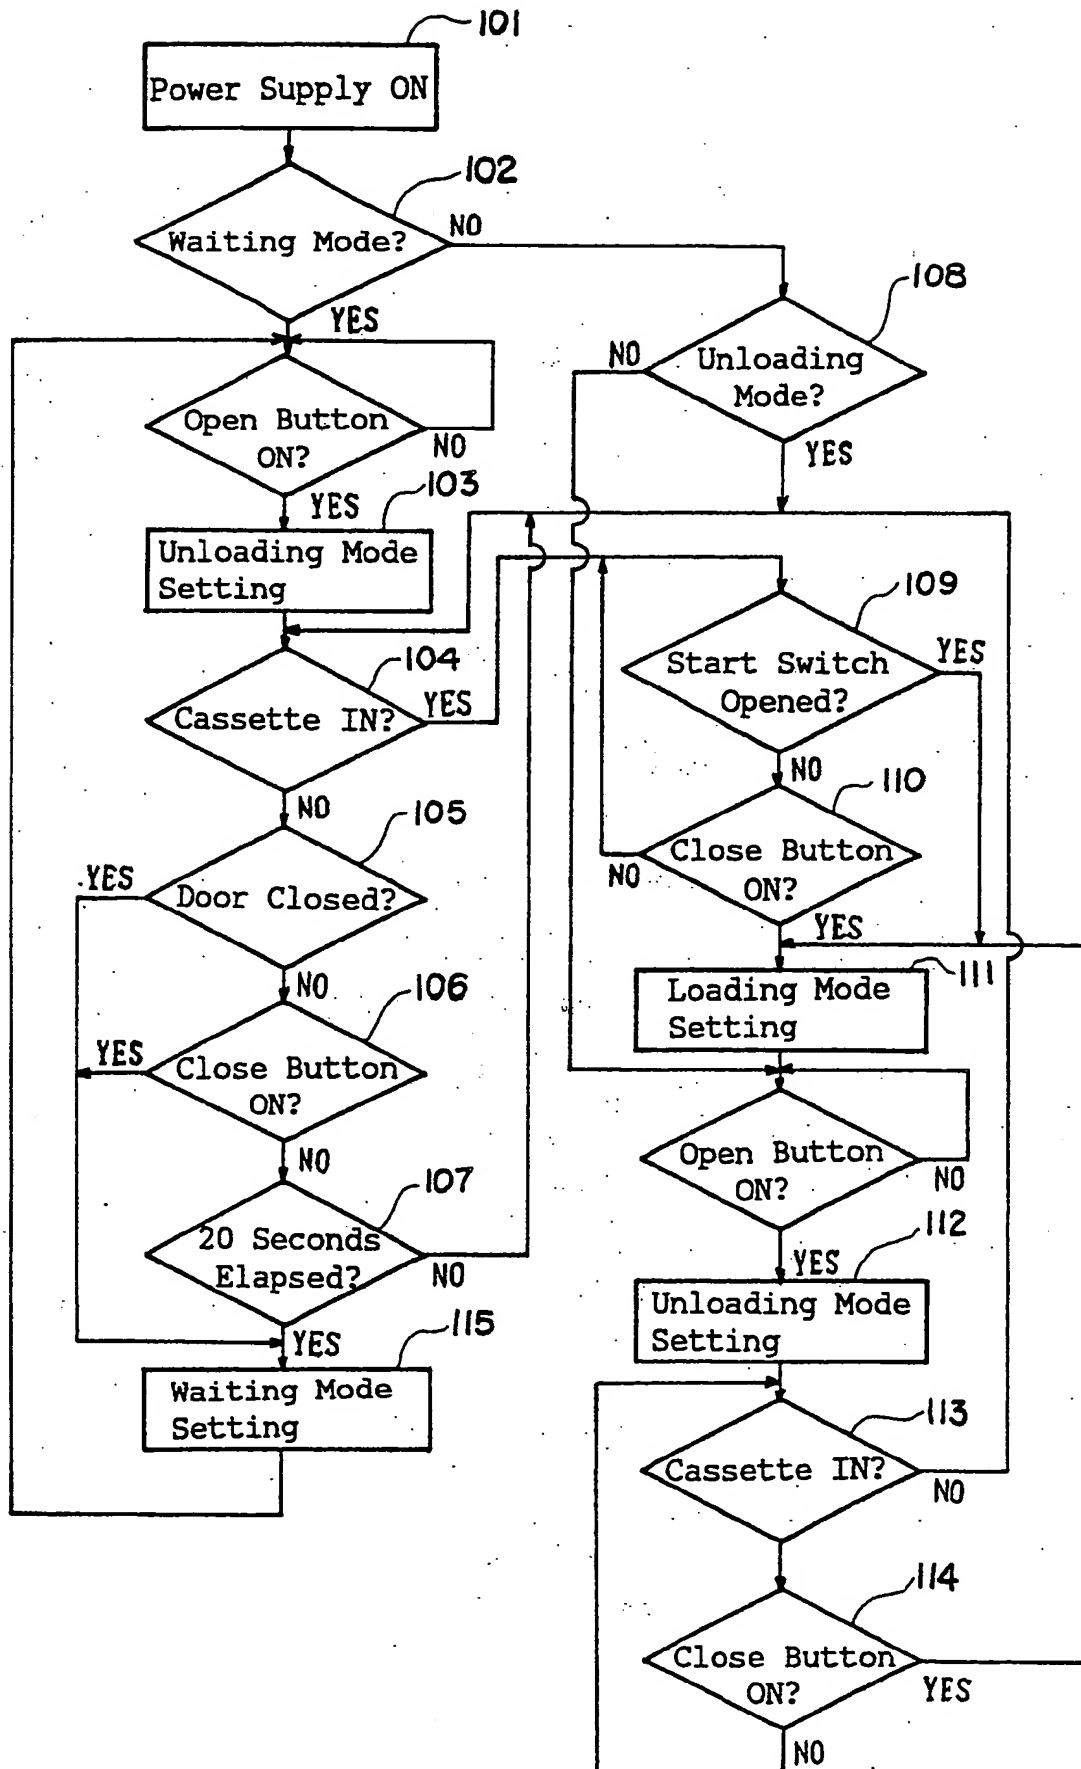 101
Power Supply ON
102
Waiting Mode?
NO
YES
108
Unloading
Mode?
NO
YES
Open Button
ON?
NO
YES
103
Unloading Mode
Setting
104
Cassette IN?
YES
NO
109
Start Switch
Opened?
YES
NO
105
Door Closed?
YES
NO
110
Close Button
ON?
NO
YES
106
Close Button
ON?
YES
NO
111
Loading Mode
Setting
107
20 Seconds
Elapsed?
NO
YES
Open Button
ON?
NO
YES
112
Unloading Mode
Setting
115
Waiting Mode
Setting
113
Cassette IN?
NO
114
Close Button
ON?
YES
NO